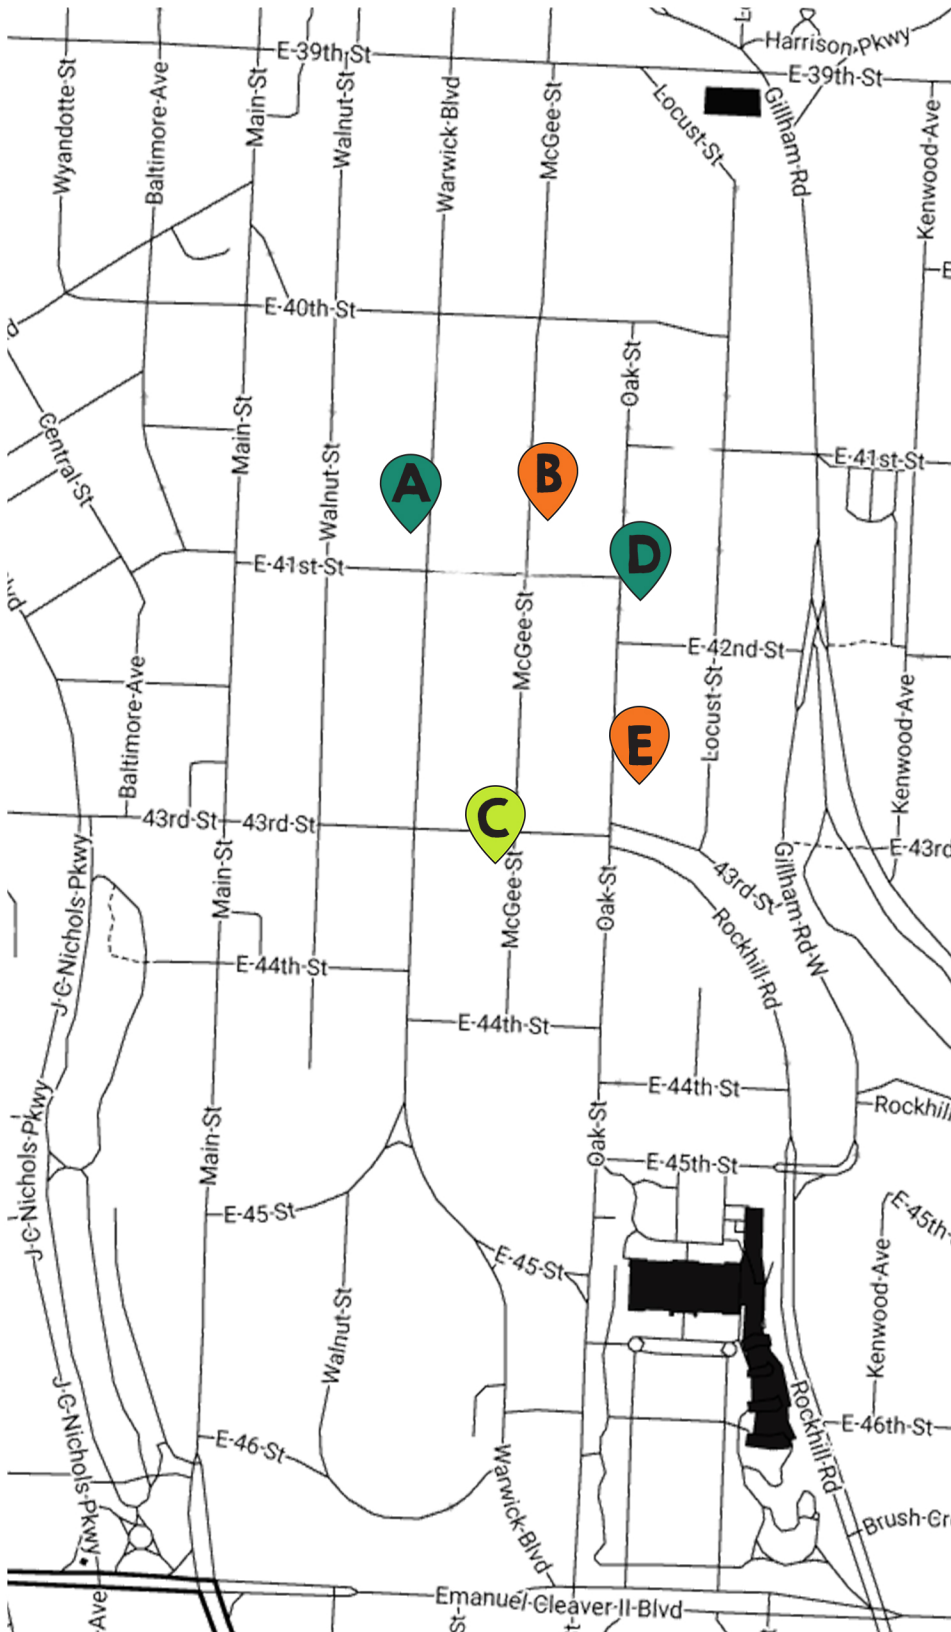 Harrison-Pkwy
E-39th-St
E-39th-St
Wyandotte-St
Baltimore-Ave
Main-St
Walnut-St
Warwick-Blvd
McGee-St
Locust-St
Gillham-Rd
Kenwood-Ave
E-40th-St
Central-St
Main-St
Walnut-St
Oak-St
A
B
E-41st-St
E-41st-St
D
McGee-St
E-42nd-St
Baltimore-Ave
Locust-St
Kenwood-Ave
E
C
43rd-St
43rd-St
E-43rd
J-C-Nichols-Pkwy
Main-St
McGee-St
Oak-St
43rd-St
Gillham-Rd-W
Rockhill-Rd
E-44th-St
E-44th-St
E-44th-St
Rockhill
J-C-Nichols-Pkwy
Main-St
Oak-St
E-45th-St
E-45-St
E-45th-
E-45-St
Walnut-St
Kenwood-Ave
J-C-Nichols-Pkwy
E-46-St
Rockhill-Rd
E-46th-St
Warwick-Blvd
Brush-Cr
Emanuel-Cleaver-II-Blvd
Ave
St